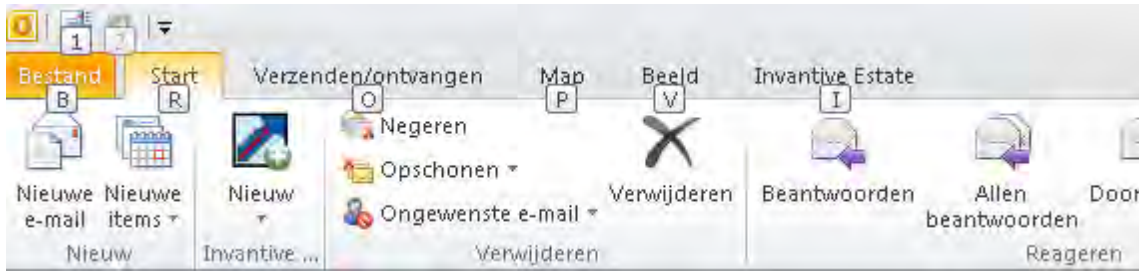 1 2
Bestand Start Verzenden/ontvangen Map Beeld Invantive Estate
B R O P V I
Negeren
Opschonen
Ongewenste e-mail
Nieuwe e-mail
Nieuwe items
Nieuw
Verwijderen
Beantwoorden
Allen beantwoorden
Door
Nieuw Invantive ... Verwijderen Reageren